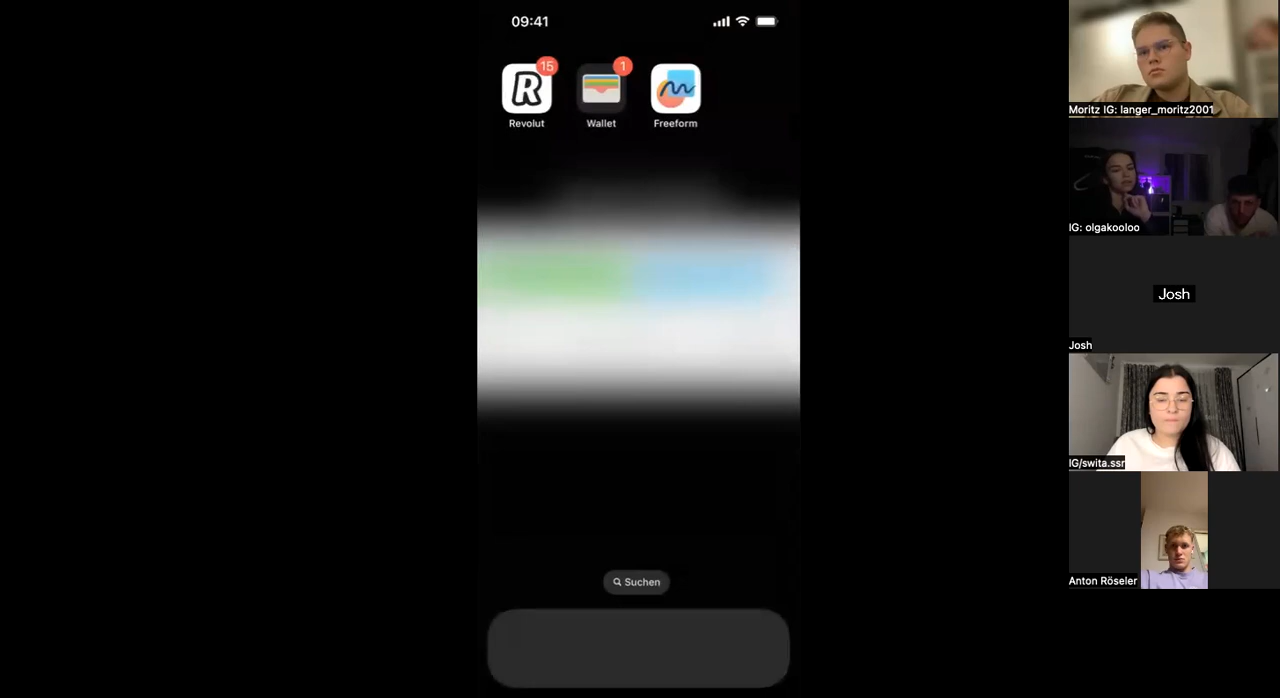 09:41
15
1
Revolut
Wallet
Freeform
Suchen
Moritz IG: langer_moritz2001
IG: olgakooloo
Josh
Josh
IG/swita.ssr
Anton Röseler